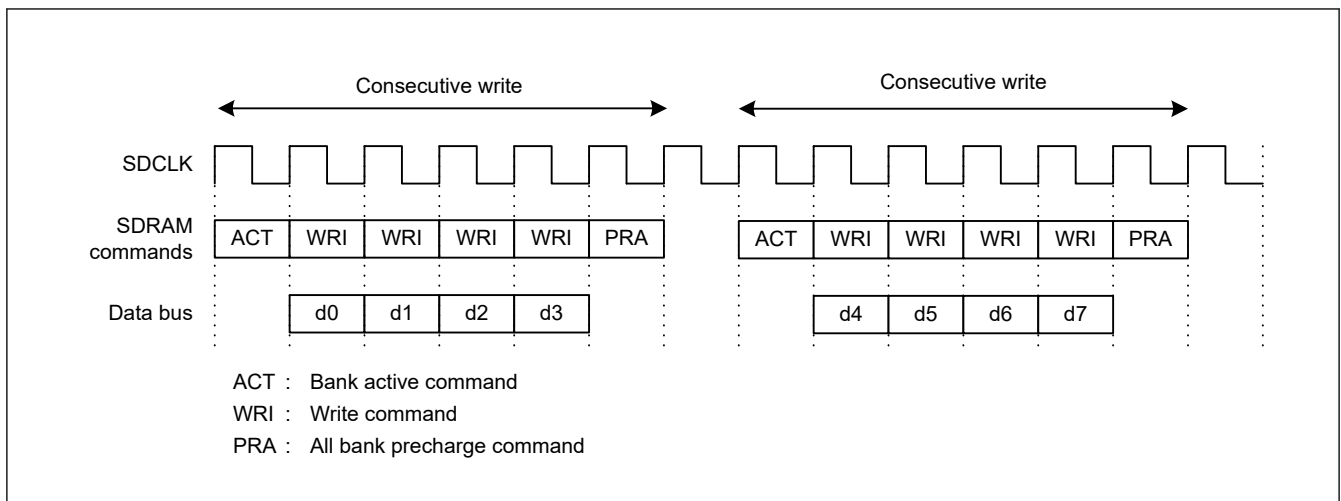 Consecutive write Consecutive write
SDCLK
SDRAM
commands
ACT WRI WRI WRI WRI PRA ACT WRI WRI WRI WRI PRA
Data bus d0 d1 d2 d3 d4 d5 d6 d7
ACT : Bank active command
WRI : Write command
PRA : All bank precharge command